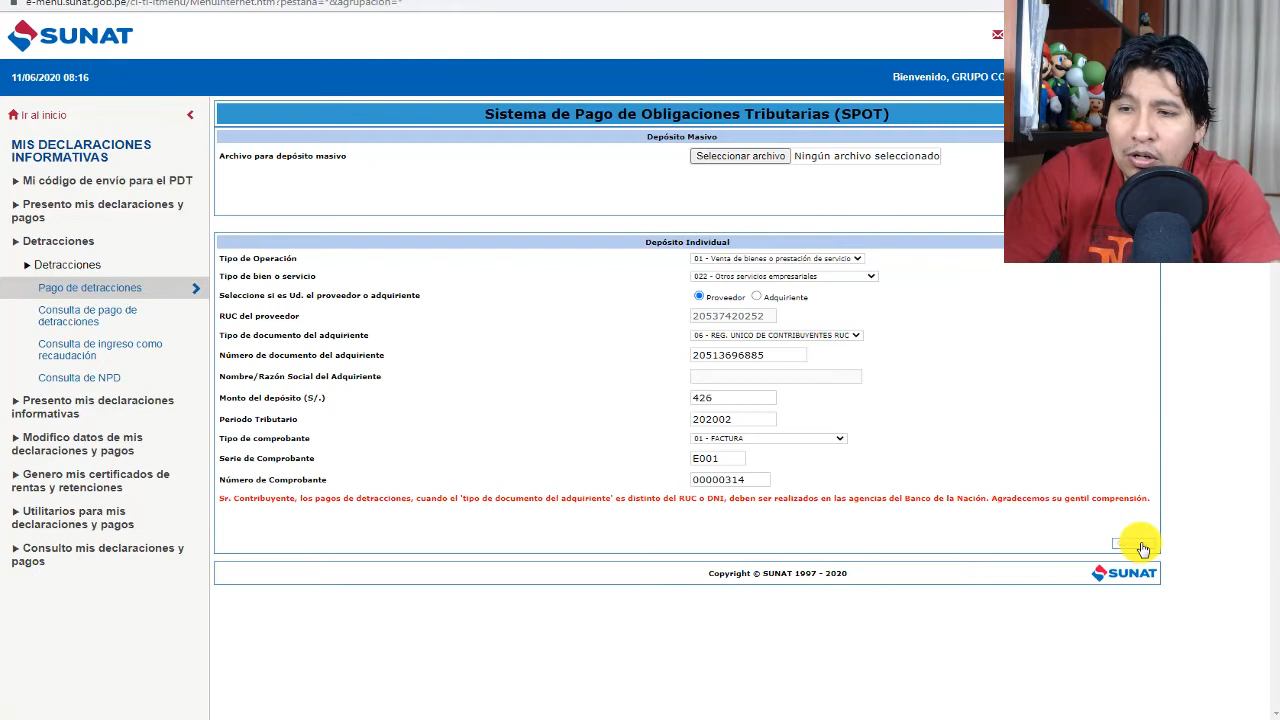 e-menu.sunat.gob.pe/cl-ti-itmenu/MenuInternet.htm?pestana=*&agrupacion=*
SUNAT
11/06/2020 08:16
Bienvenido, GRUPO CO
Ir al inicio
MIS DECLARACIONES
INFORMATIVAS
Mi código de envío para el PDT
Presento mis declaraciones y
pagos
Detracciones
Detracciones
Pago de detracciones
Consulta de pago de
detracciones
Consulta de ingreso como
recaudación
Consulta de NPD
Presento mis declaraciones
informativas
Modifico datos de mis
declaraciones y pagos
Genero mis certificados de
rentas y retenciones
Utilitarios para mis
declaraciones y pagos
Consulto mis declaraciones y
pagos
Sistema de Pago de Obligaciones Tributarias (SPOT)
Depósito Masivo
Archivo para depósito masivo Seleccionar archivo Ningún archivo seleccionado
Depósito Individual
Tipo de Operación 01 - Venta de bienes o prestación de servicio
Tipo de bien o servicio 022 - Otros servicios empresariales
Seleccione si es Ud. el proveedor o adquiriente Proveedor Adquiriente
RUC del proveedor 20537420252
Tipo de documento del adquiriente 06 - REG. UNICO DE CONTRIBUYENTES RUC
Número de documento del adquiriente 20513696885
Nombre/Razón Social del Adquiriente
Monto del depósito (S/.) 426
Periodo Tributario 202002
Tipo de comprobante 01 - FACTURA
Serie de Comprobante E001
Número de Comprobante 00000314
Sr. Contribuyente, los pagos de detracciones, cuando el 'tipo de documento del adquiriente' es distinto del RUC o DNI, deben ser realizados en las agencias del Banco de la Nación. Agradecemos su gentil comprensión.
Copyright © SUNAT 1997 - 2020
SUNAT